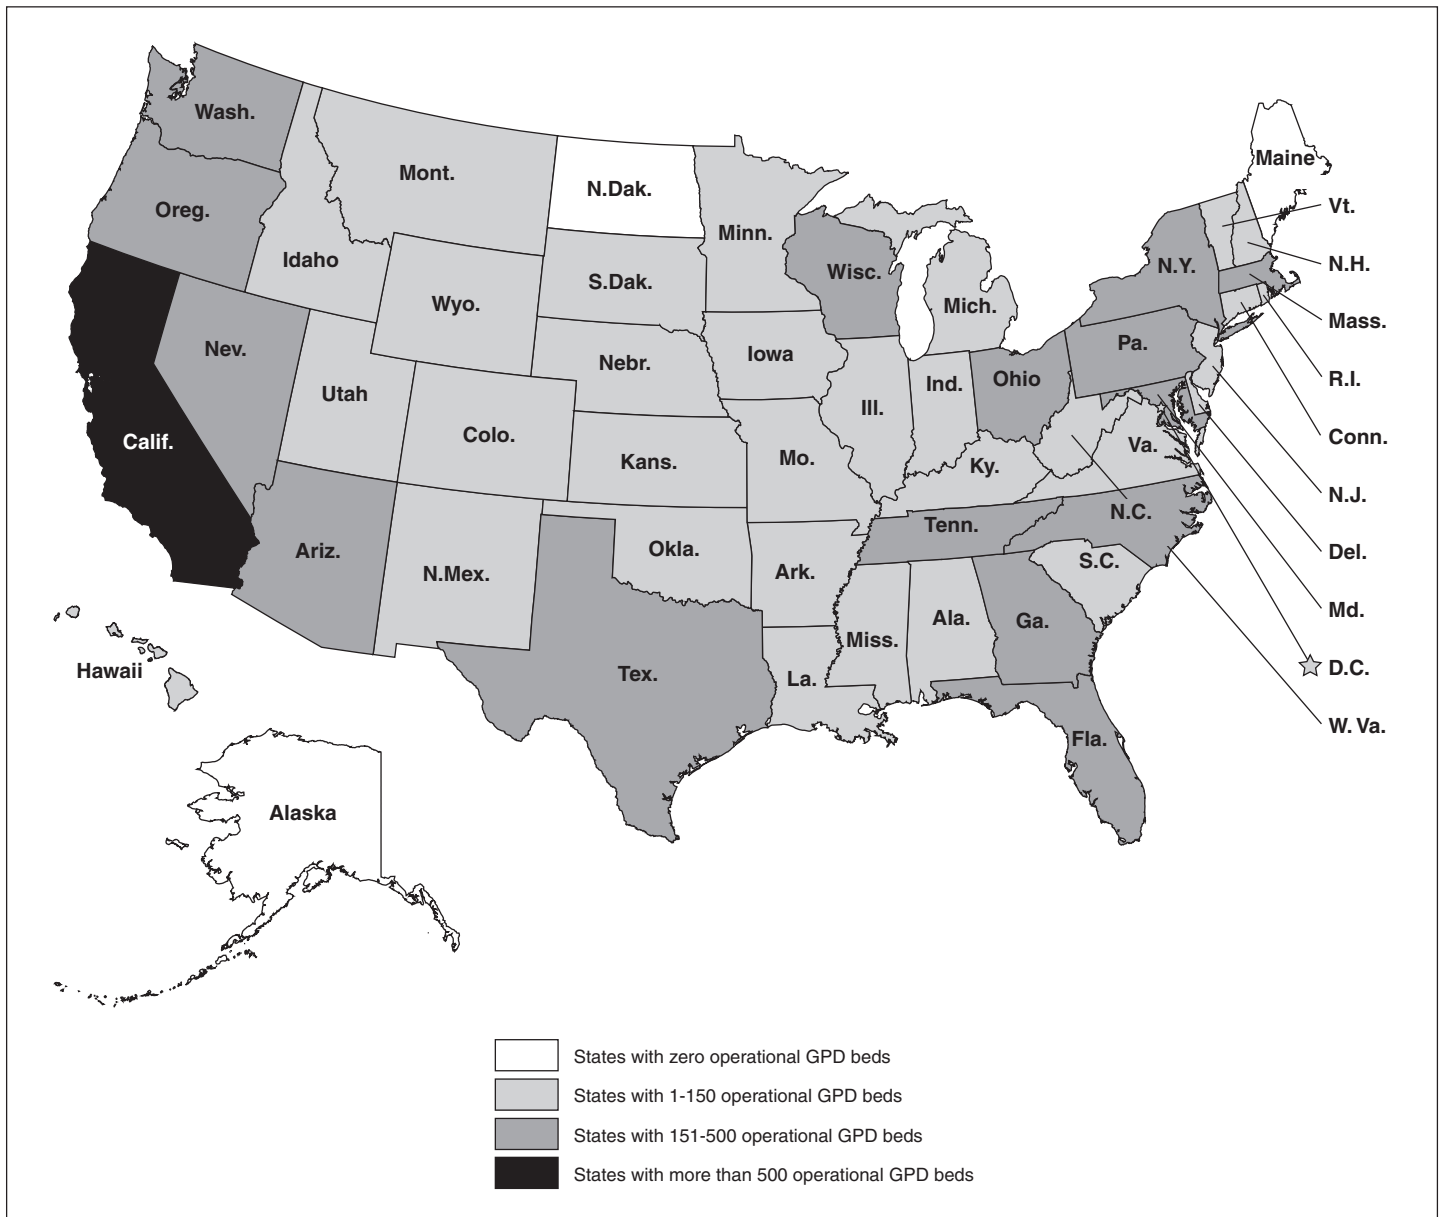 Wash.
Oreg.
Calif.
Nev.
Idaho
Mont.
Wyo.
Utah
Ariz.
Colo.
N.Mex.
N.Dak.
S.Dak.
Nebr.
Kans.
Okla.
Tex.
Minn.
Iowa
Mo.
Ark.
La.
Wisc.
Ill.
Mich.
Ind.
Ohio
Ky.
Tenn.
Miss.
Ala.
Ga.
Fla.
S.C.
N.C.
Va.
Pa.
N.Y.
Maine
Vt.
N.H.
Mass.
R.I.
Conn.
N.J.
Del.
Md.
D.C.
W. Va.
Hawaii
Alaska
States with zero operational GPD beds
States with 1-150 operational GPD beds
States with 151-500 operational GPD beds
States with more than 500 operational GPD beds